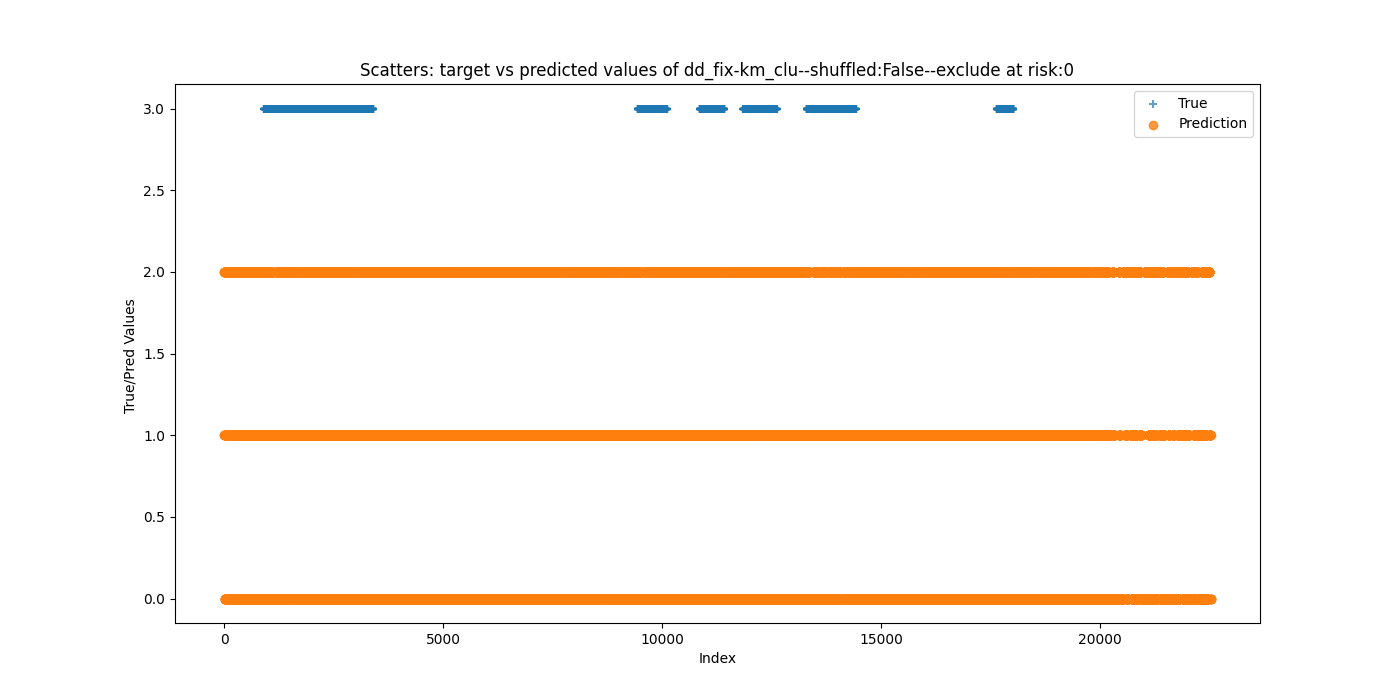 Scatters: target vs predicted values of dd_fix-km_clu--shuffled:False--exclude at risk:0
True
Prediction
True/Pred Values
3.0
2.5
2.0
1.5
1.0
0.5
0.0
0 5000 10000 15000 20000
Index